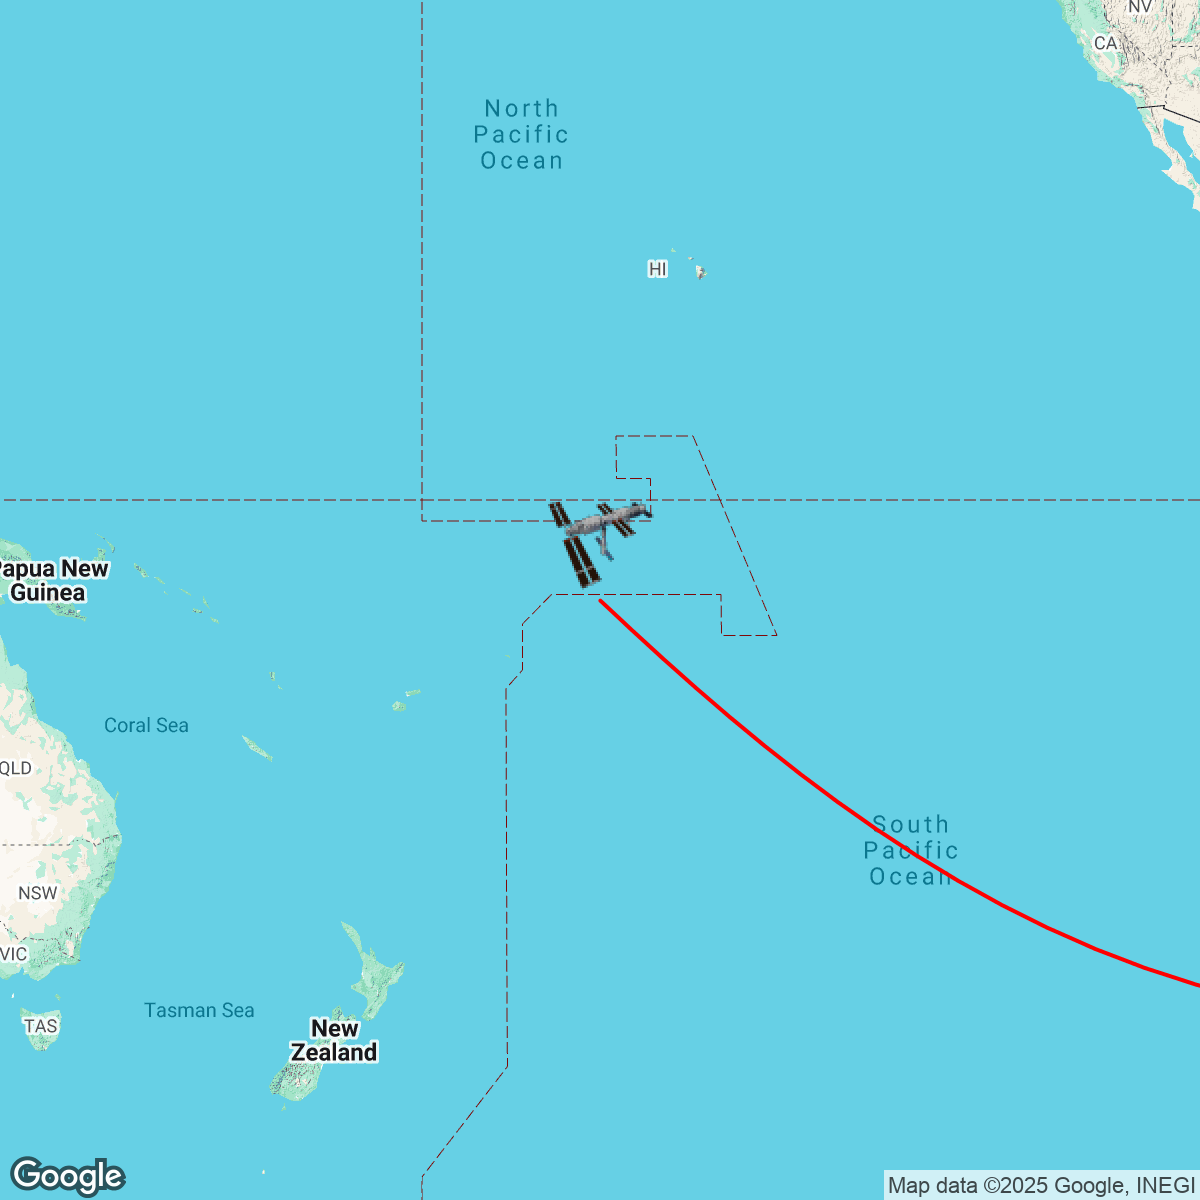 NV
CA
North
Pacific
Ocean
HI
Papua New
Guinea
Coral Sea
QLD
South
Pacific
Ocean
NSW
VIC
Tasman Sea
TAS
New
Zealand
Google
Map data ©2025 Google, INEGI